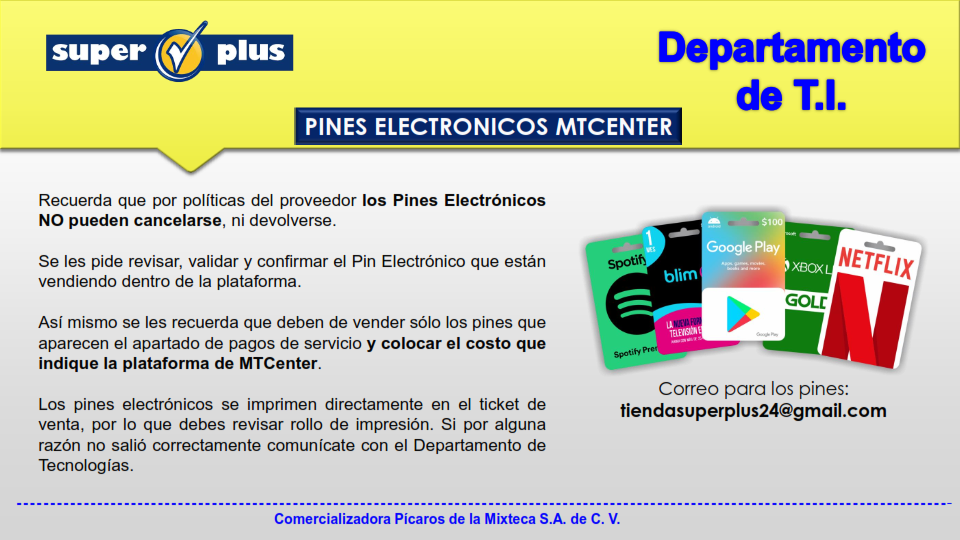 super plus
Departamento
de T.I.
PINES ELECTRONICOS MTCENTER
Recuerda que por políticas del proveedor los Pines Electrónicos
NO pueden cancelarse, ni devolverse.
Se les pide revisar, validar y confirmar el Pin Electrónico que están
vendiendo dentro de la plataforma.
Así mismo se les recuerda que deben de vender sólo los pines que
aparecen el apartado de pagos de servicio y colocar el costo que
indique la plataforma de MTCenter.
Los pines electrónicos se imprimen directamente en el ticket de
venta, por lo que debes revisar rollo de impresión. Si por alguna
razón no salió correctamente comunícate con el Departamento de
Tecnologías.
Spotify
Spotify Pre
1
MES
blim
LA NUEVA FOR
TELEVISIÓN E
android
$100
Google Play
Apps, games, movies,
books and more
Google Play
XBOX L
GOLD
NETFLIX
Correo para los pines:
tiendasuperplus24@gmail.com
Comercializadora Pícaros de la Mixteca S.A. de C. V.